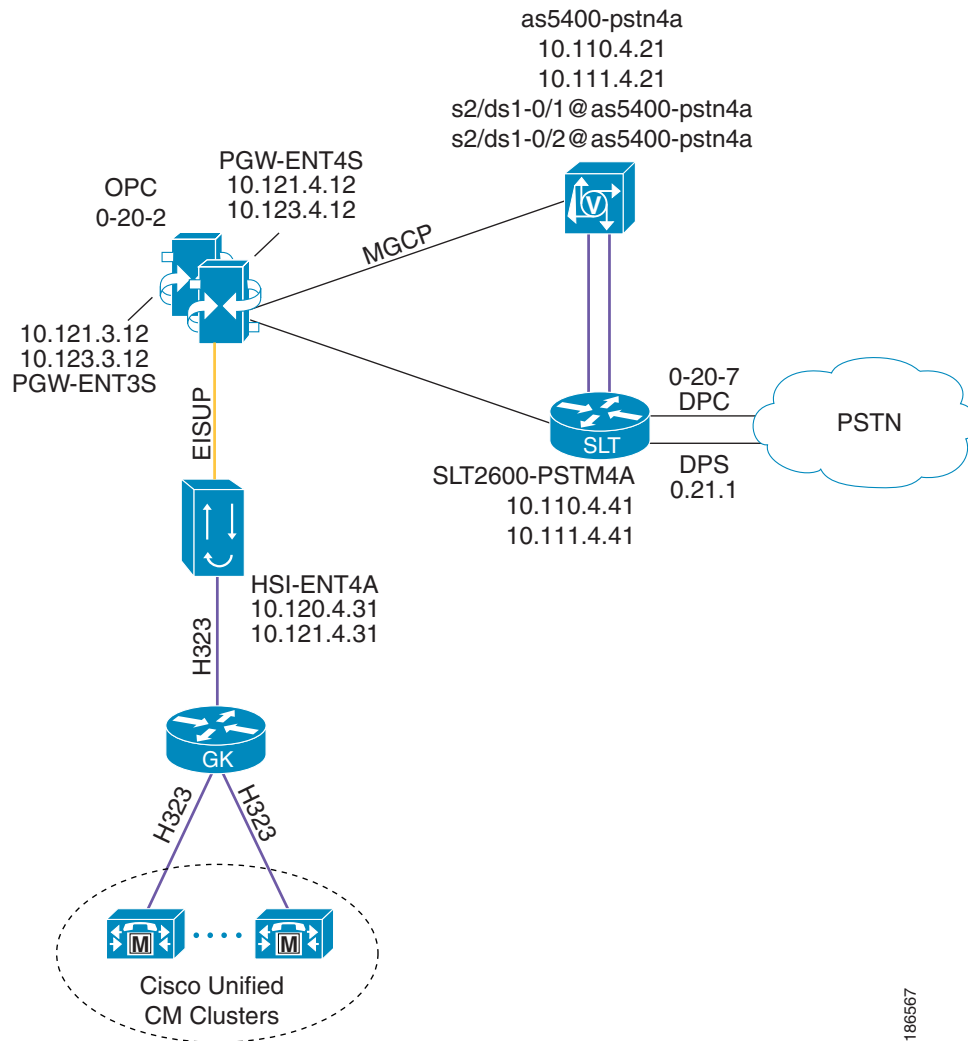 as5400-pstn4a
10.110.4.21
10.111.4.21
s2/ds1-0/1@as5400-pstn4a
s2/ds1-0/2@as5400-pstn4a
PGW-ENT4S
10.121.4.12
10.123.4.12
OPC
0-20-2
V
MGCP
10.121.3.12
10.123.3.12
PGW-ENT3S
EISUP
0-20-7
DPC
PSTN
SLT
DPS
0.21.1
SLT2600-PSTM4A
10.110.4.41
10.111.4.41
HSI-ENT4A
10.120.4.31
10.121.4.31
H323
GK
H323
H323
M
M
Cisco Unified
CM Clusters
186567